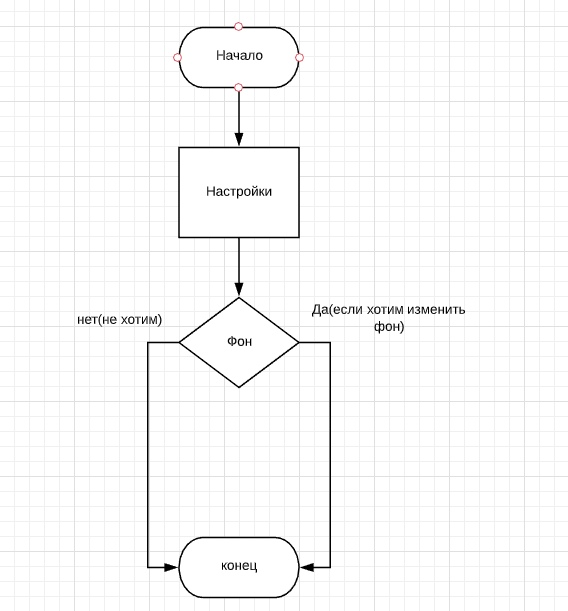 Начало
Настройки
Да(если хотим изменить
фон)
нет(не хотим)
Фон
конец